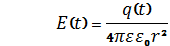 E(t) = q(t) / 4πεε₀r²